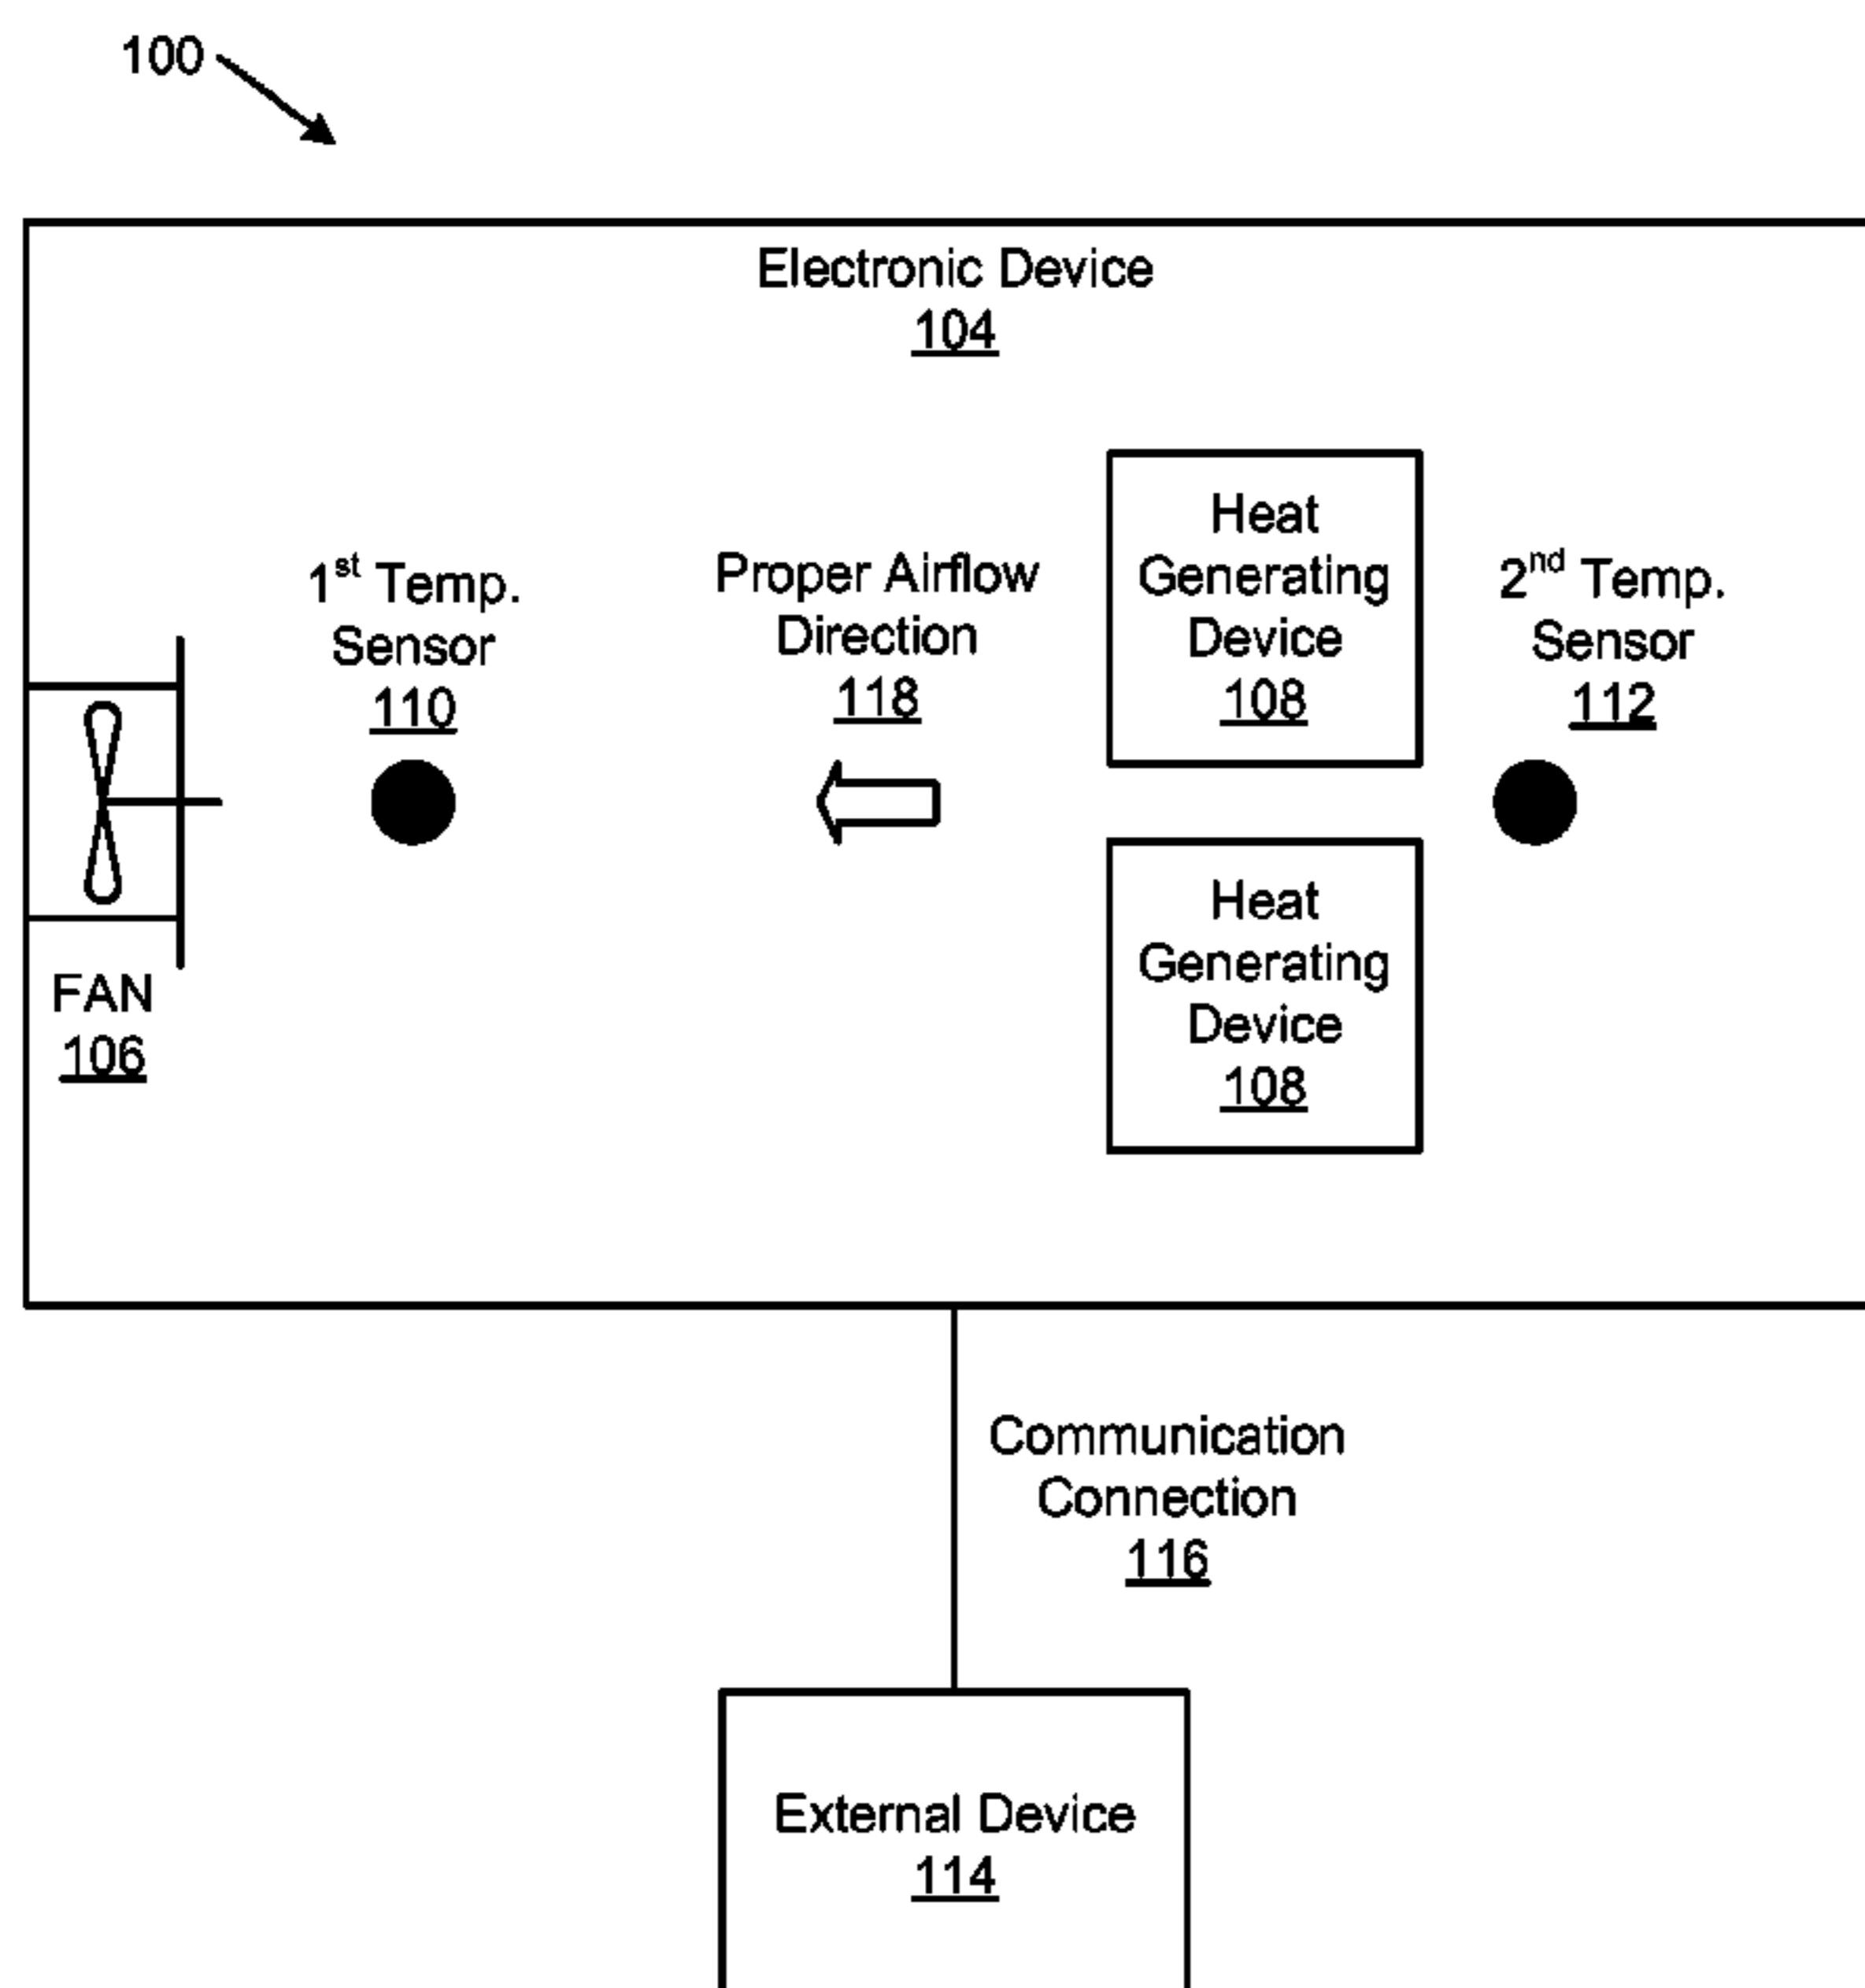 100
Electronic Device
104
Heat
Generating
Device
108
1st Temp.
Sensor
110
Proper Airflow
Direction
118
2nd Temp.
Sensor
112
Heat
Generating
Device
108
FAN
106
Communication
Connection
116
External Device
114